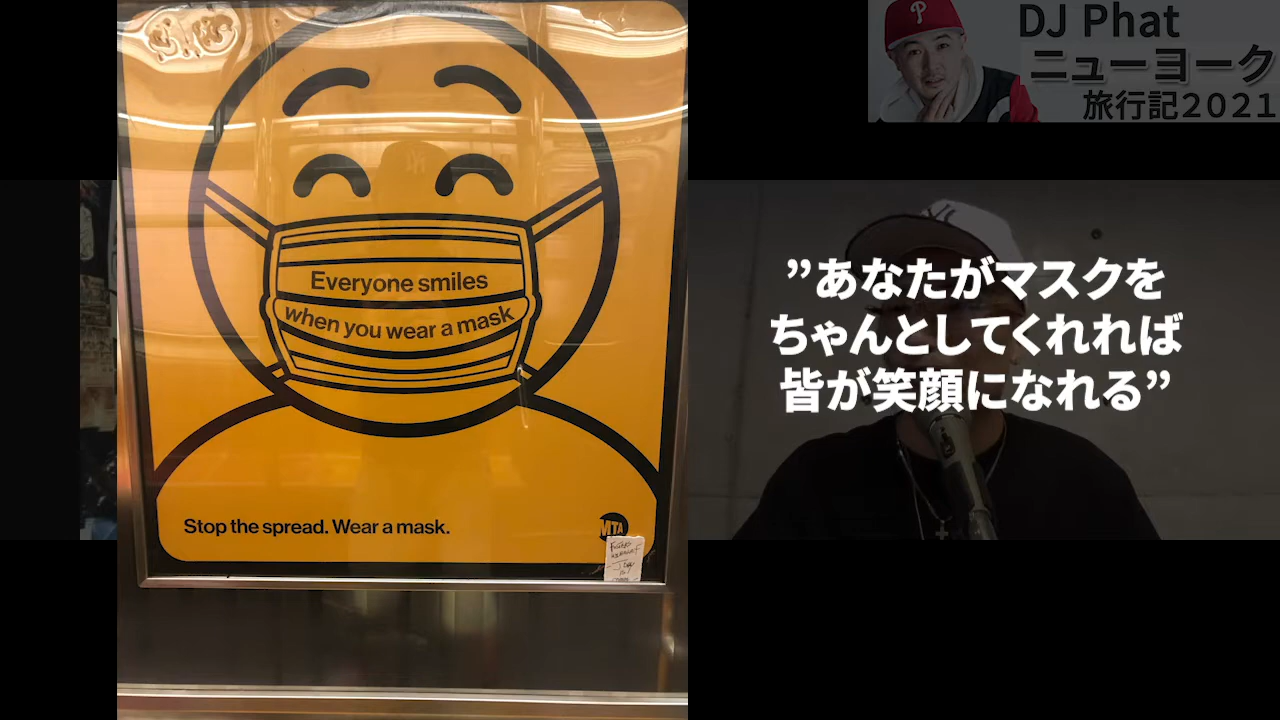 Everyone smiles
when you wear a mask
Stop the spread. Wear a mask.
MTA
DJ Phat
ニューヨーク
旅行記2021
P
”あなたがマスクを
ちゃんとしてくれれば
皆が笑顔になれる”